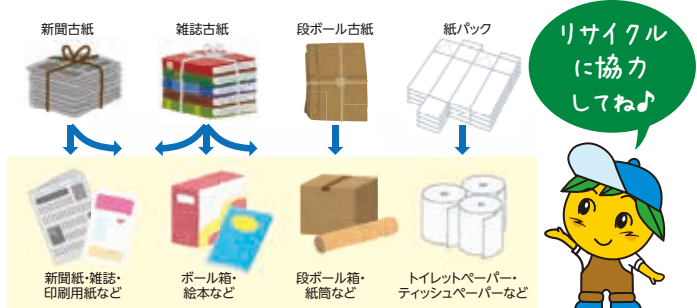 新聞古紙
雑誌古紙
段ボール古紙
紙パック
リサイクル
に協力
してね♪
新聞紙・雑誌・
印刷用紙など
ボール箱・
絵本など
段ボール箱・
紙筒など
トイレットペーパー・
ティッシュペーパーなど